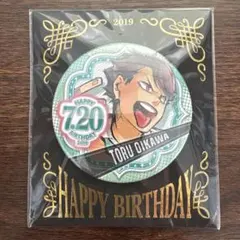 2019
HAPPY
7.20
BIRTHDAY
TORU OIKAWA
HAPPY BIRTHDAY